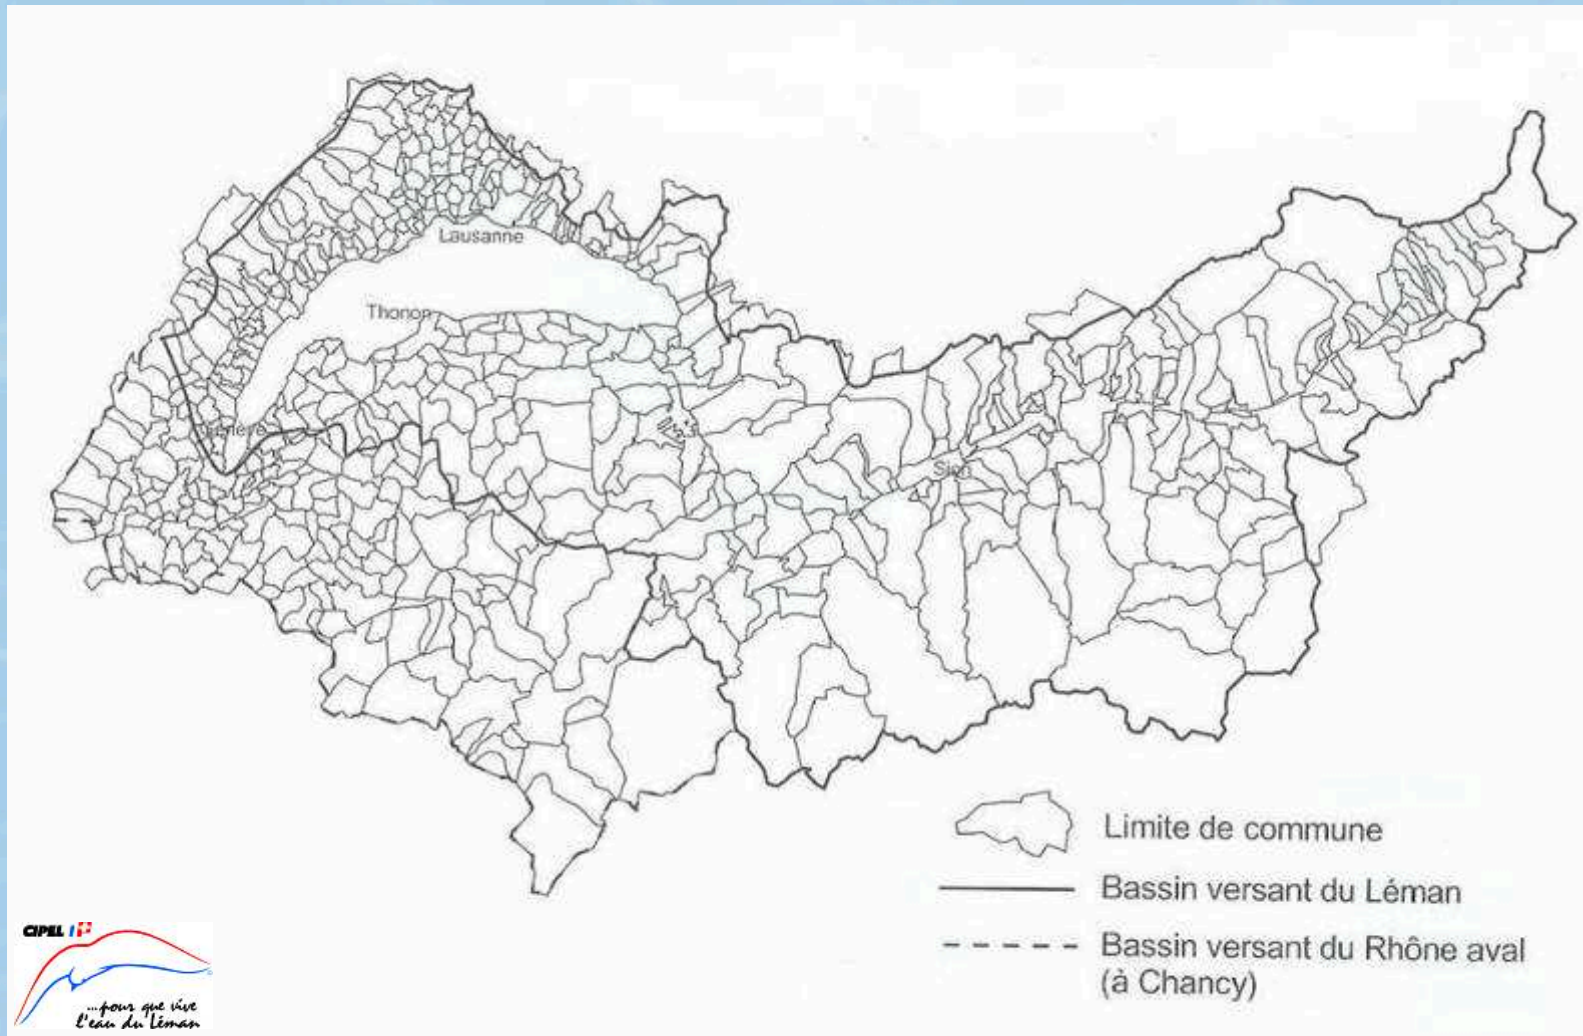 Lausanne
Thonon
Genève
Sion
Limite de commune
Bassin versant du Léman
Bassin versant du Rhône aval
(à Chancy)
CIPEL
...pour que vive
l'eau du Léman